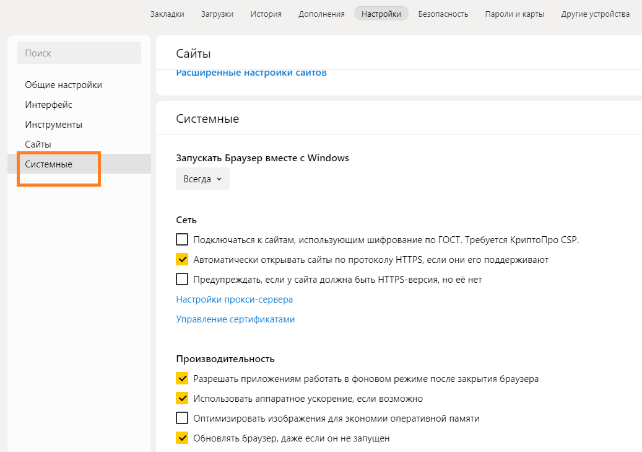 Закладки Загрузки История Дополнения Настройки Безопасность Пароли и карты Другие устройства
Поиск
Общие настройки
Интерфейс
Инструменты
Сайты
Системные
Сайты
Расширенные настройки сайтов
Системные
Запускать Браузер вместе с Windows
Всегда
Сеть
Подключаться к сайтам, использующим шифрование по ГОСТ. Требуется КриптоПро CSP.
Автоматически открывать сайты по протоколу HTTPS, если они его поддерживают
Предупреждать, если у сайта должна быть HTTPS-версия, но её нет
Настройки прокси-сервера
Управление сертификатами
Производительность
Разрешать приложениям работать в фоновом режиме после закрытия браузера
Использовать аппаратное ускорение, если возможно
Оптимизировать изображения для экономии оперативной памяти
Обновлять браузер, даже если он не запущен